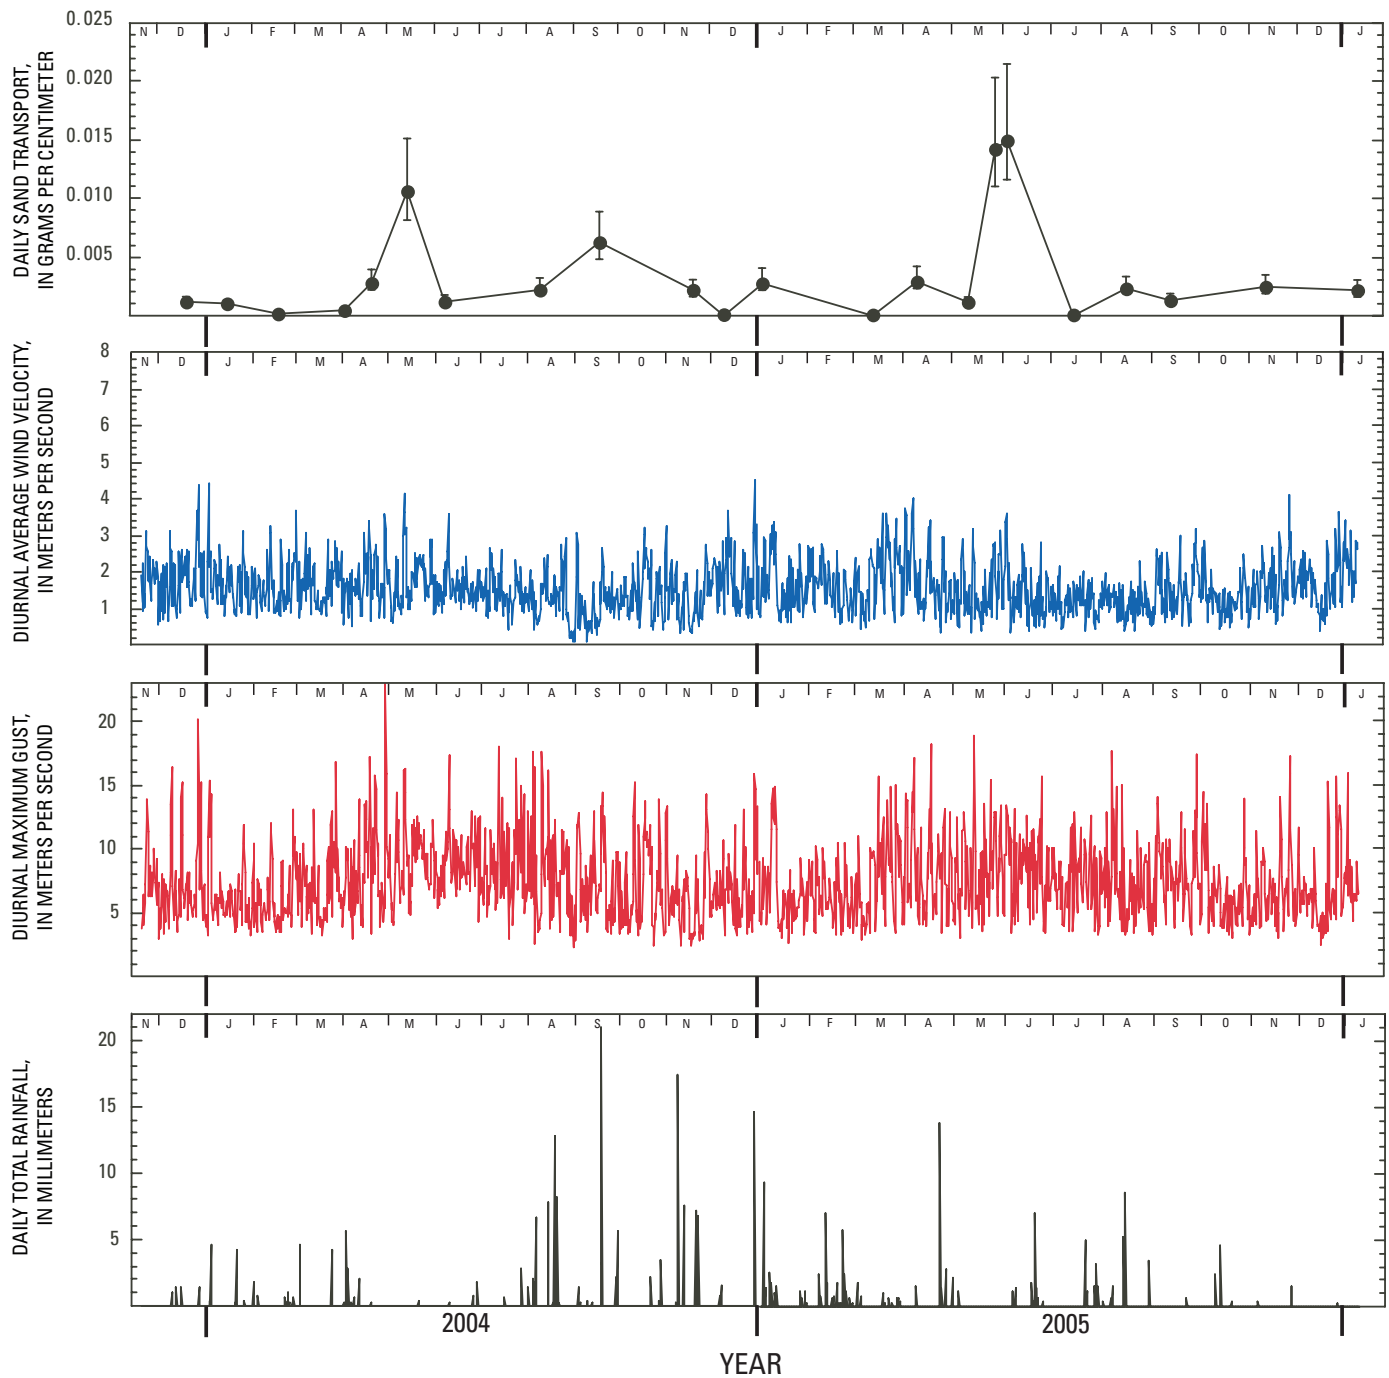 DAILY SAND TRANSPORT,
IN GRAMS PER CENTIMETER
0.025
0.020
0.015
0.010
0.005
N D J F M A M J J A S O N D J F M A M J J A S O N D J
DIURNAL AVERAGE WIND VELOCITY,
IN METERS PER SECOND
8
7
6
5
4
3
2
1
N D J F M A M J J A S O N D J F M A M J J A S O N D J
DIURNAL MAXIMUM GUST,
IN METERS PER SECOND
20
15
10
5
N D J F M A M J J A S O N D J F M A M J J A S O N D J
DAILY TOTAL RAINFALL,
IN MILLIMETERS
20
15
10
5
N D J F M A M J J A S O N D J F M A M J J A S O N D J
2004 2005
YEAR